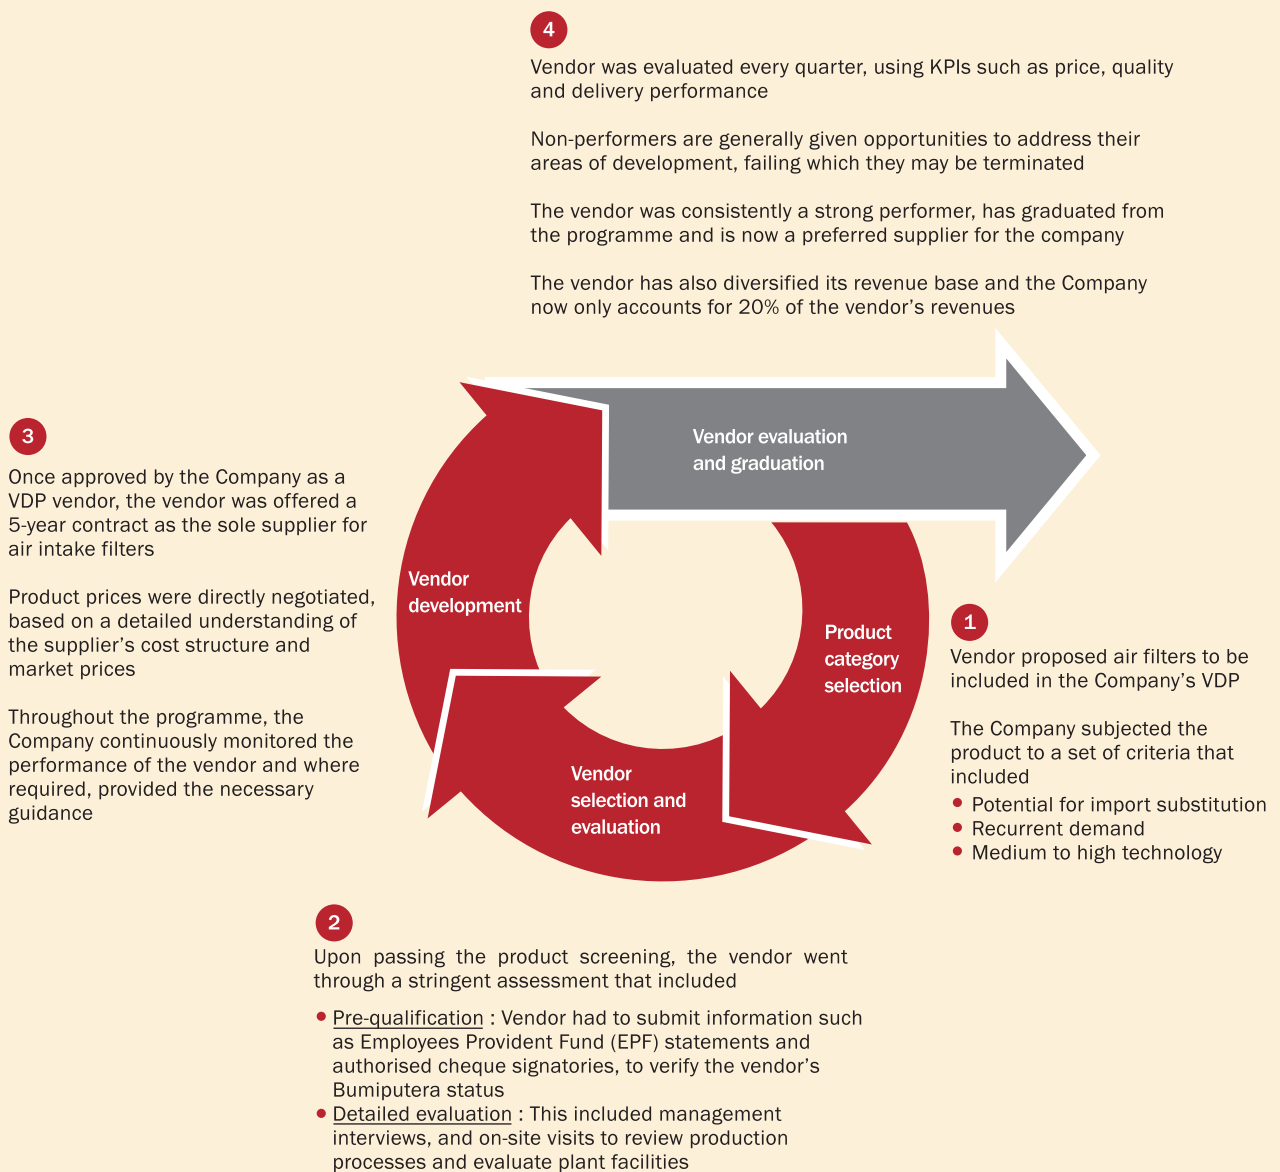 4
Vendor was evaluated every quarter, using KPIs such as price, quality
and delivery performance
Non-performers are generally given opportunities to address their
areas of development, failing which they may be terminated
The vendor was consistently a strong performer, has graduated from
the programme and is now a preferred supplier for the company
The vendor has also diversified its revenue base and the Company
now only accounts for 20% of the vendor’s revenues
Vendor evaluation
and graduation
3
Once approved by the Company as a
VDP vendor, the vendor was offered a
5-year contract as the sole supplier for
air intake filters
Product prices were directly negotiated,
based on a detailed understanding of
the supplier’s cost structure and
market prices
Throughout the programme, the
Company continuously monitored the
performance of the vendor and where
required, provided the necessary
guidance
Vendor
development
Product
category
selection
1
Vendor proposed air filters to be
included in the Company’s VDP
The Company subjected the
product to a set of criteria that
included
• Potential for import substitution
• Recurrent demand
• Medium to high technology
Vendor
selection and
evaluation
2
Upon passing the product screening, the vendor went
through a stringent assessment that included
• Pre-qualification : Vendor had to submit information such
as Employees Provident Fund (EPF) statements and
authorised cheque signatories, to verify the vendor’s
Bumiputera status
• Detailed evaluation : This included management
interviews, and on-site visits to review production
processes and evaluate plant facilities